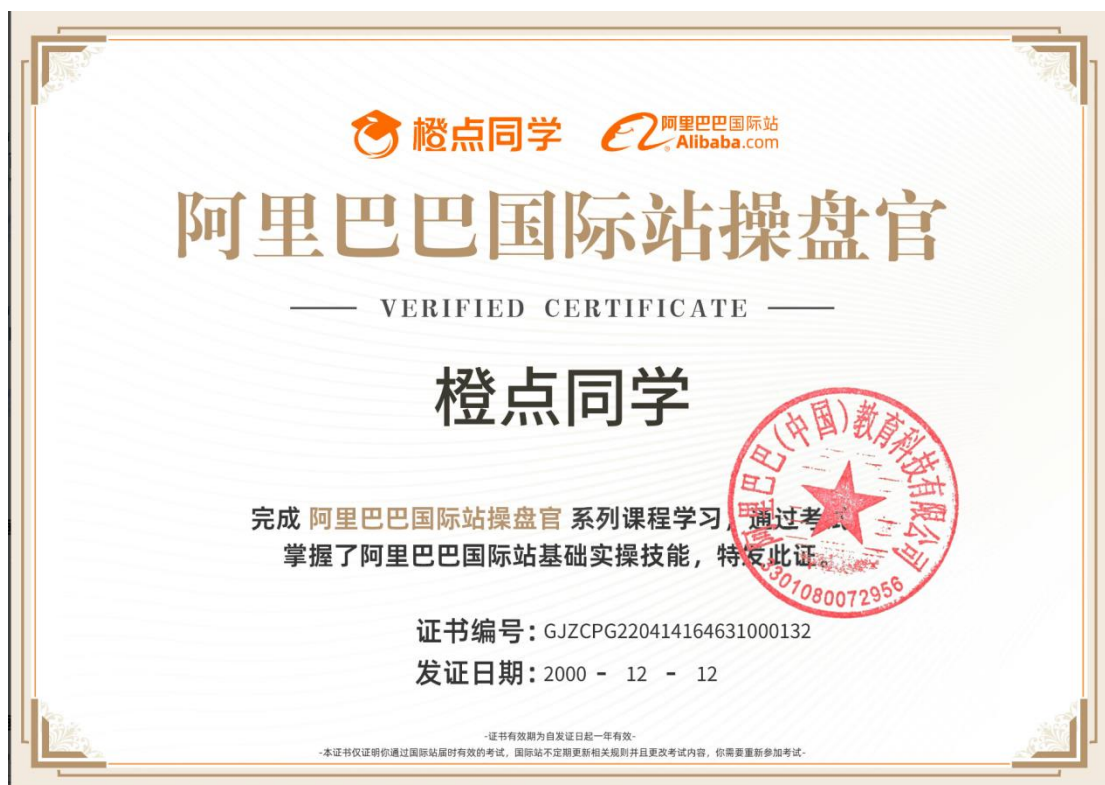 橙点同学 阿里巴巴国际站
Alibaba.com
阿里巴巴国际站操盘官
VERIFIED CERTIFICATE
橙点同学
完成 阿里巴巴国际站操盘官 系列课程学习，通过考试
掌握了阿里巴巴国际站基础实操技能，特发此证。
阿里巴巴(中国)教育科技有限公司
3301080072956
证书编号：GJZCPG220414164631000132
发证日期：2000 - 12 - 12
-证书有效期为自发证日起一年有效-
-本证书仅证明你通过国际站届时有效的考试，国际站不定期更新相关规则并且更改考试内容，你需要重新参加考试-